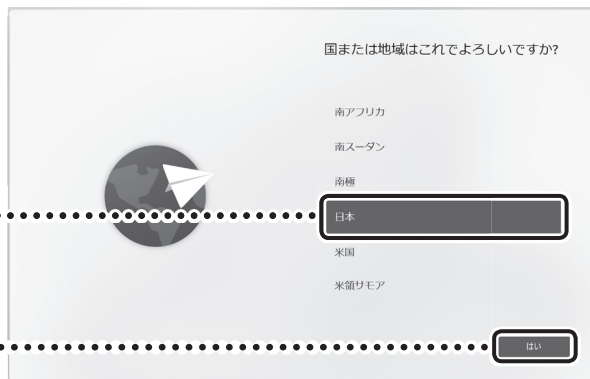 国または地域はこれでよろしいですか?
南アフリカ
南スーダン
南極
日本
米国
米領サモア
はい